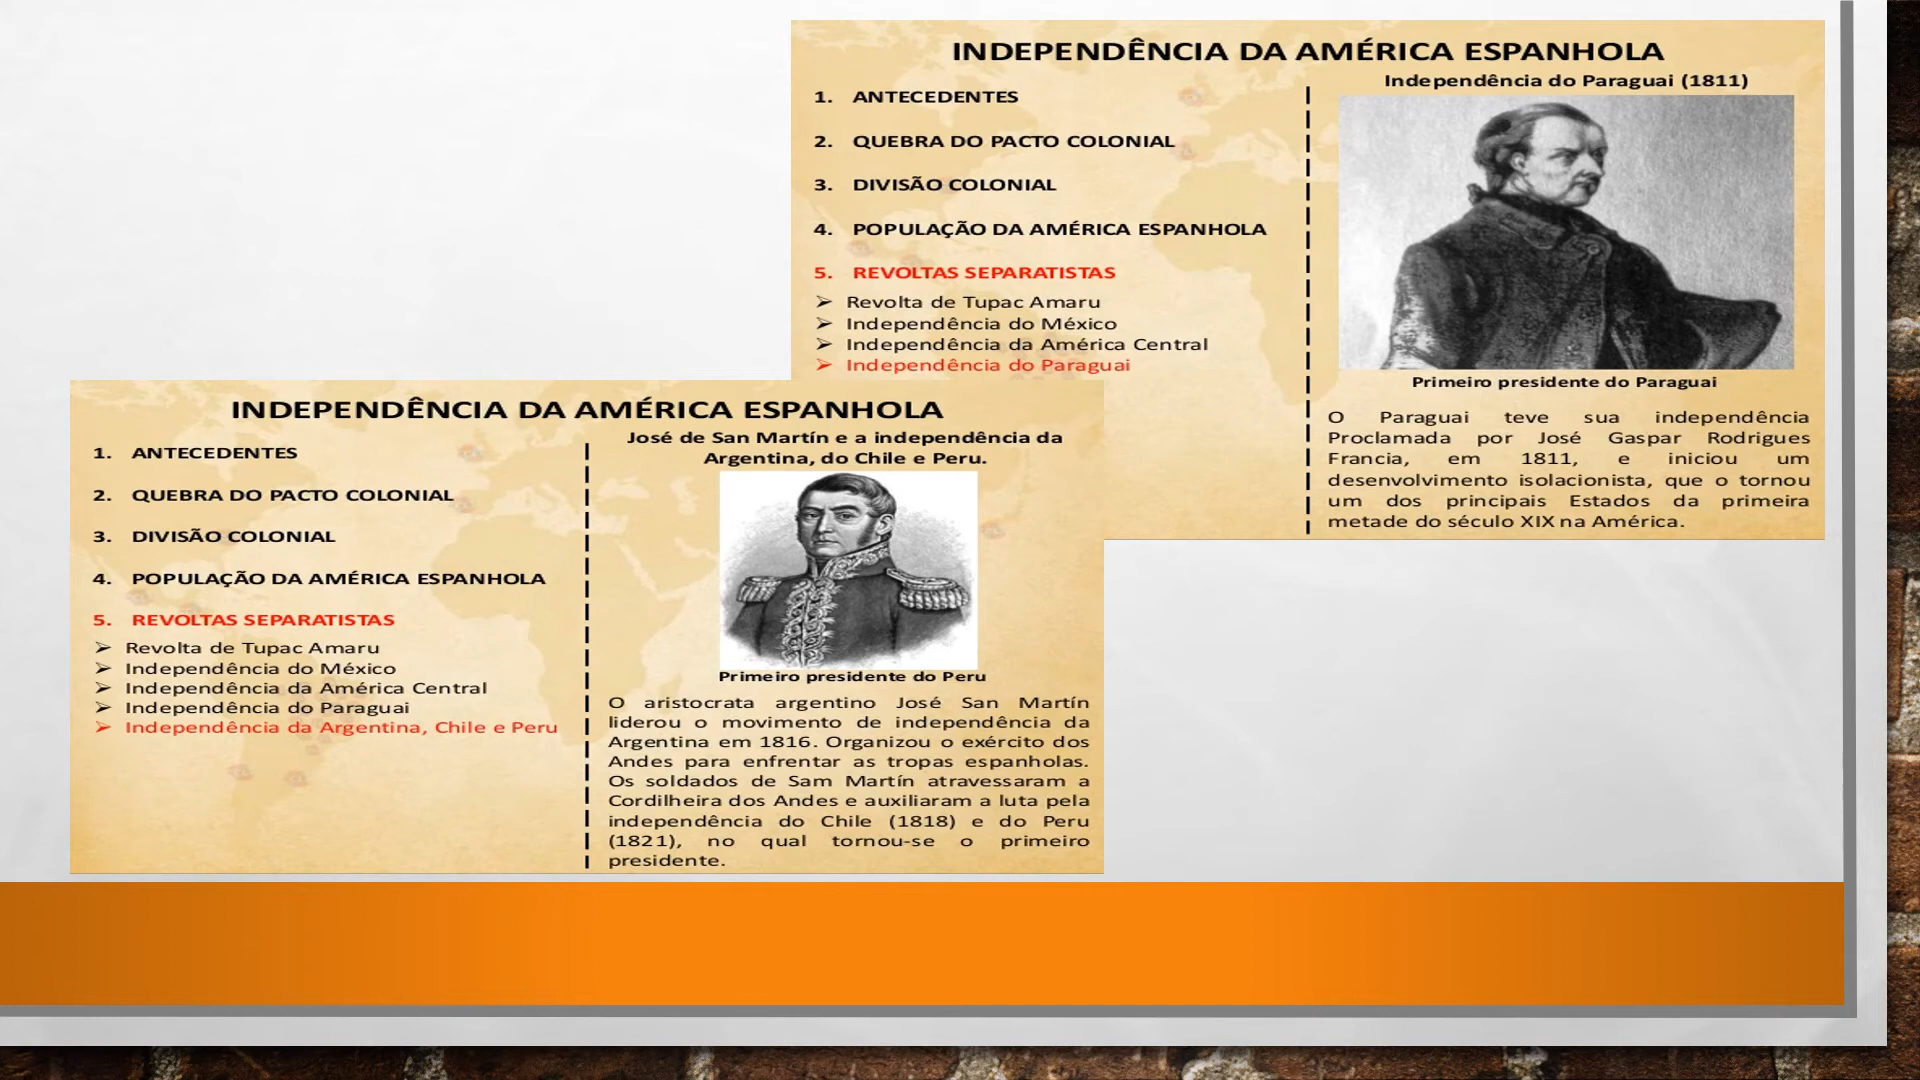 INDEPENDÊNCIA DA AMÉRICA ESPANHOLA
1. ANTECEDENTES
2. QUEBRA DO PACTO COLONIAL
3. DIVISÃO COLONIAL
4. POPULAÇÃO DA AMÉRICA ESPANHOLA
5. REVOLTAS SEPARATISTAS
➢ Revolta de Tupac Amaru
➢ Independência do México
➢ Independência da América Central
➢ Independência do Paraguai
Independência do Paraguai (1811)
Primeiro presidente do Paraguai
O Paraguai teve sua independência
Proclamada por José Gaspar Rodrigues
Francia, em 1811, e iniciou um
desenvolvimento isolacionista, que o tornou
um dos principais Estados da primeira
metade do século XIX na América.
INDEPENDÊNCIA DA AMÉRICA ESPANHOLA
1. ANTECEDENTES
2. QUEBRA DO PACTO COLONIAL
3. DIVISÃO COLONIAL
4. POPULAÇÃO DA AMÉRICA ESPANHOLA
5. REVOLTAS SEPARATISTAS
➢ Revolta de Tupac Amaru
➢ Independência do México
➢ Independência da América Central
➢ Independência do Paraguai
➢ Independência da Argentina, Chile e Peru
José de San Martín e a independência da
Argentina, do Chile e Peru.
Primeiro presidente do Peru
O aristocrata argentino José San Martín
liderou o movimento de independência da
Argentina em 1816. Organizou o exército dos
Andes para enfrentar as tropas espanholas.
Os soldados de Sam Martín atravessaram a
Cordilheira dos Andes e auxiliaram a luta pela
independência do Chile (1818) e do Peru
(1821), no qual tornou-se o primeiro
presidente.